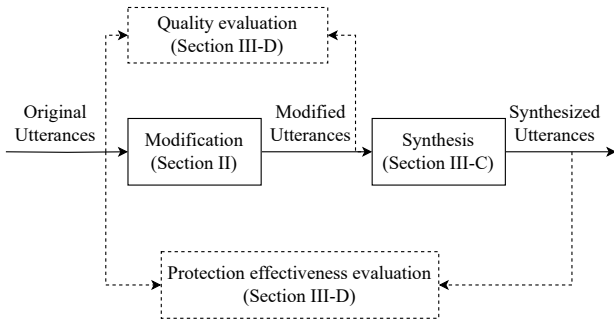 Quality evaluation
(Section III-D)
Original
Utterances
Modification
(Section II)
Modified
Utterances
Synthesis
(Section III-C)
Synthesized
Utterances
Protection effectiveness evaluation
(Section III-D)